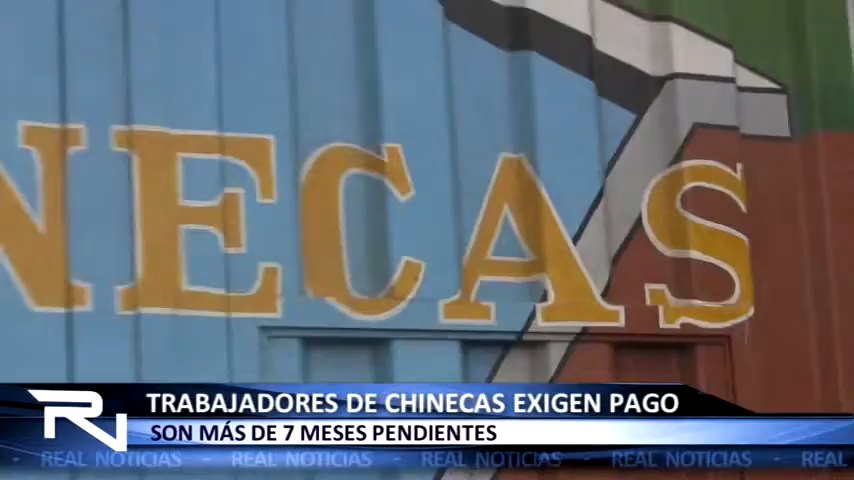 NECAS
RN TRABAJADORES DE CHINECAS EXIGEN PAGO
SON MÁS DE 7 MESES PENDIENTES
- REAL NOTICIAS - REAL NOTICIAS - REAL NOTICIAS - REAL NOTICIAS - REAL